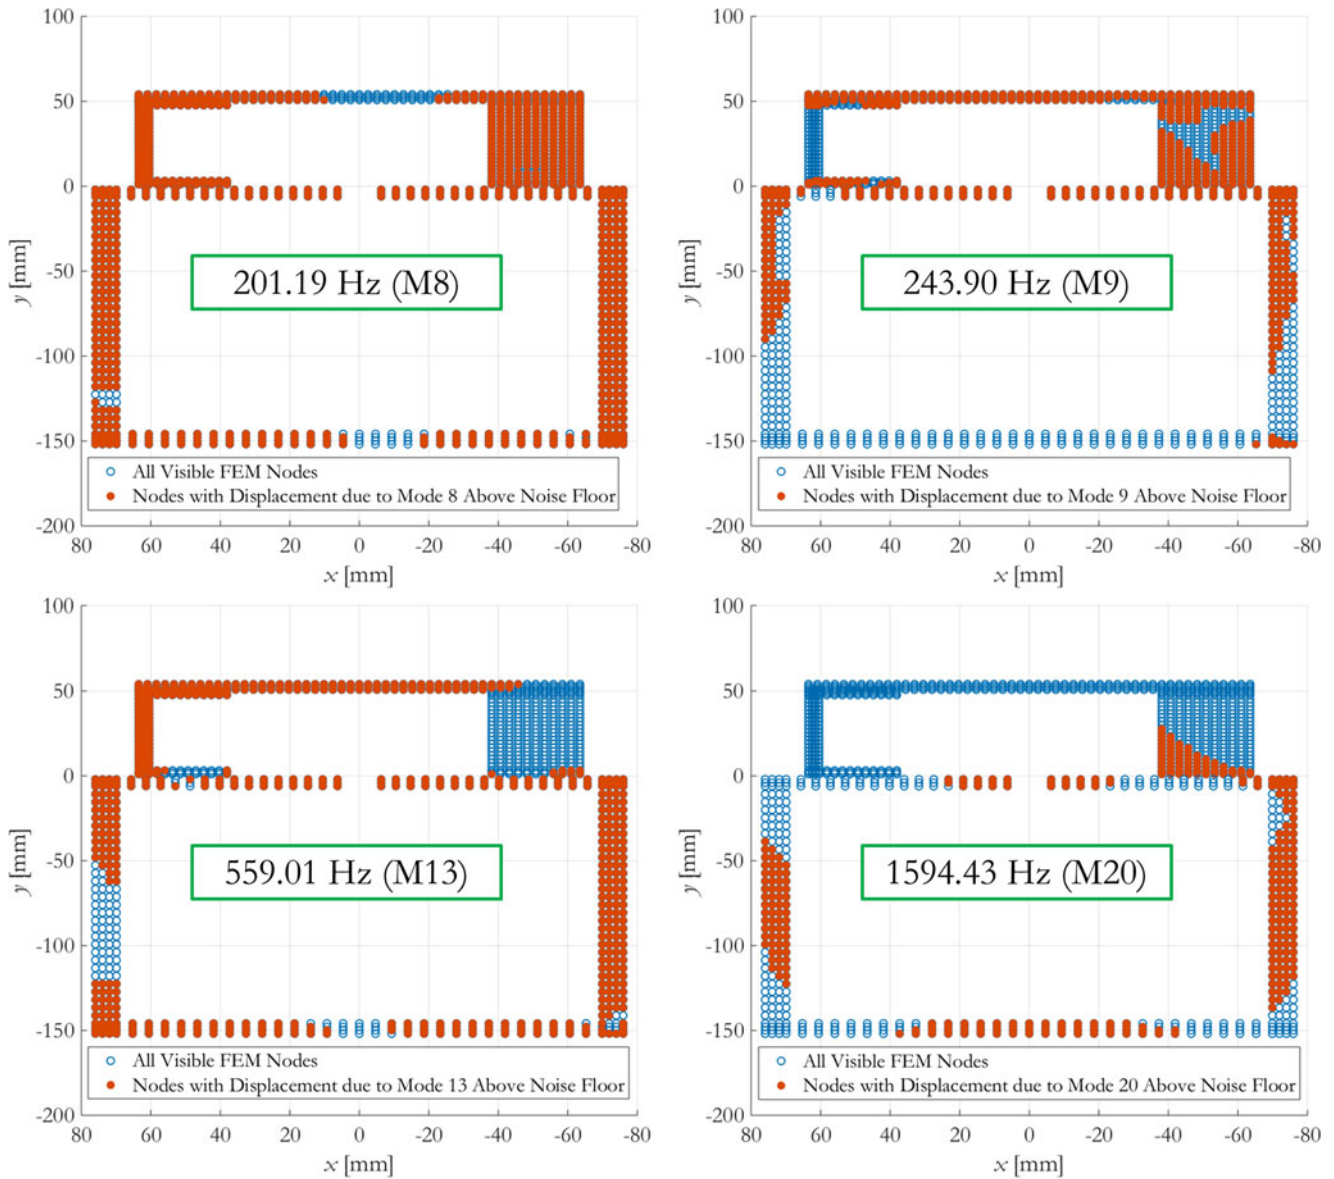 100
50
0
-50
-100
-150
-200
y [mm]
201.19 Hz (M8)
All Visible FEM Nodes
Nodes with Displacement due to Mode 8 Above Noise Floor
80 60 40 20 0 -20 -40 -60 -80
x [mm]
100
50
0
-50
-100
-150
-200
y [mm]
243.90 Hz (M9)
All Visible FEM Nodes
Nodes with Displacement due to Mode 9 Above Noise Floor
80 60 40 20 0 -20 -40 -60 -80
x [mm]
100
50
0
-50
-100
-150
-200
y [mm]
559.01 Hz (M13)
All Visible FEM Nodes
Nodes with Displacement due to Mode 13 Above Noise Floor
80 60 40 20 0 -20 -40 -60 -80
x [mm]
100
50
0
-50
-100
-150
-200
y [mm]
1594.43 Hz (M20)
All Visible FEM Nodes
Nodes with Displacement due to Mode 20 Above Noise Floor
80 60 40 20 0 -20 -40 -60 -80
x [mm]